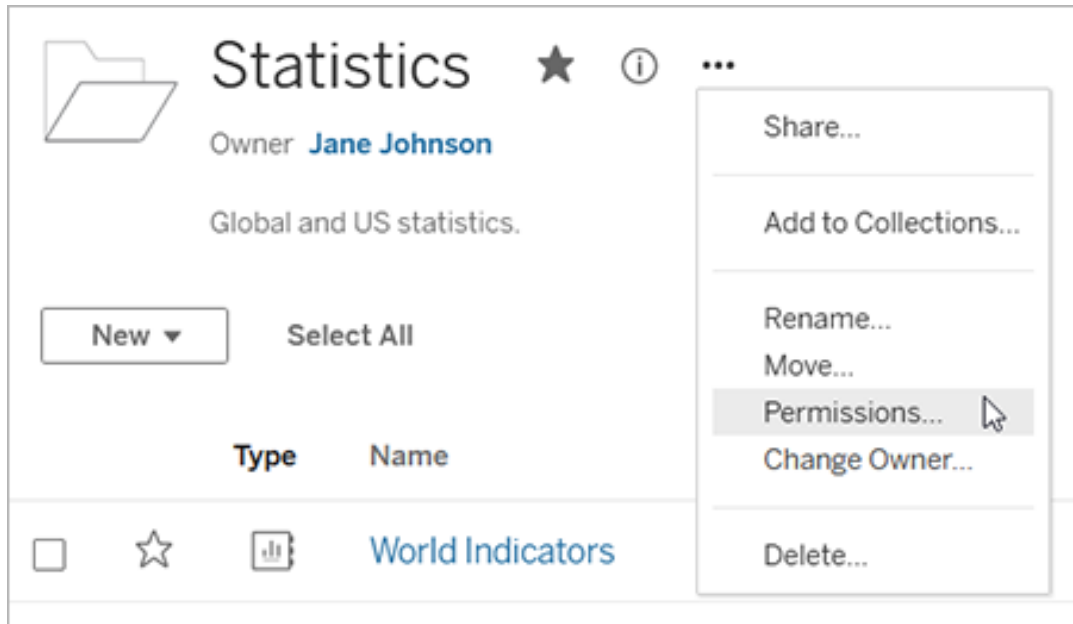 Statistics
Owner Jane Johnson
Global and US statistics.
New
Select All
Share...
Add to Collections...
Rename...
Move...
Permissions...
Change Owner...
Delete...
Type Name
World Indicators